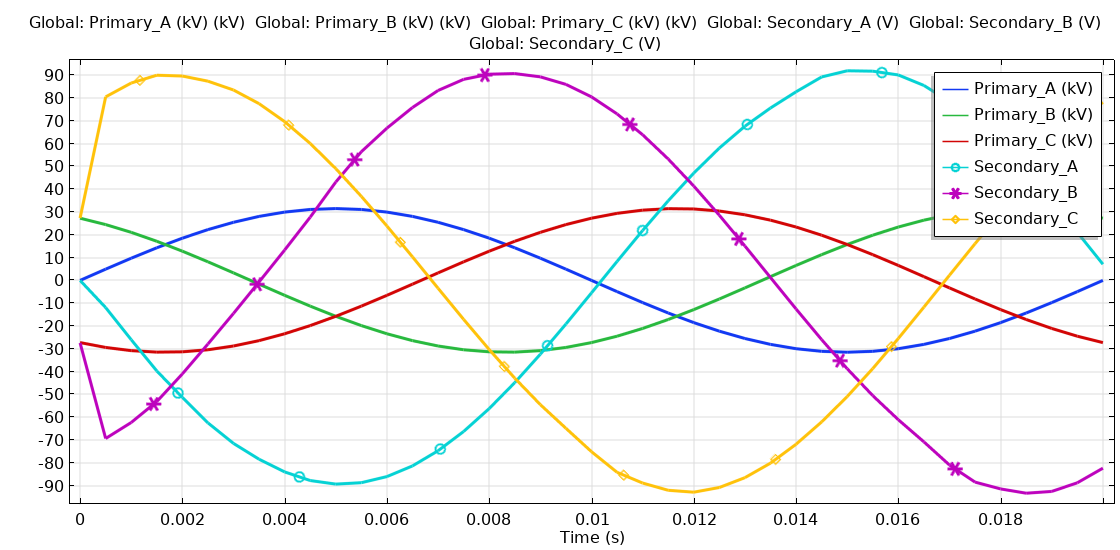 Global: Primary_A (kV) (kV)  Global: Primary_B (kV) (kV)  Global: Primary_C (kV) (kV)  Global: Secondary_A (V)  Global: Secondary_B (V)
Global: Secondary_C (V)
90
80
70
60
50
40
30
20
10
0
-10
-20
-30
-40
-50
-60
-70
-80
-90
Primary_A (kV)
Primary_B (kV)
Primary_C (kV)
Secondary_A
Secondary_B
Secondary_C
0 0.002 0.004 0.006 0.008 0.01 0.012 0.014 0.016 0.018
Time (s)